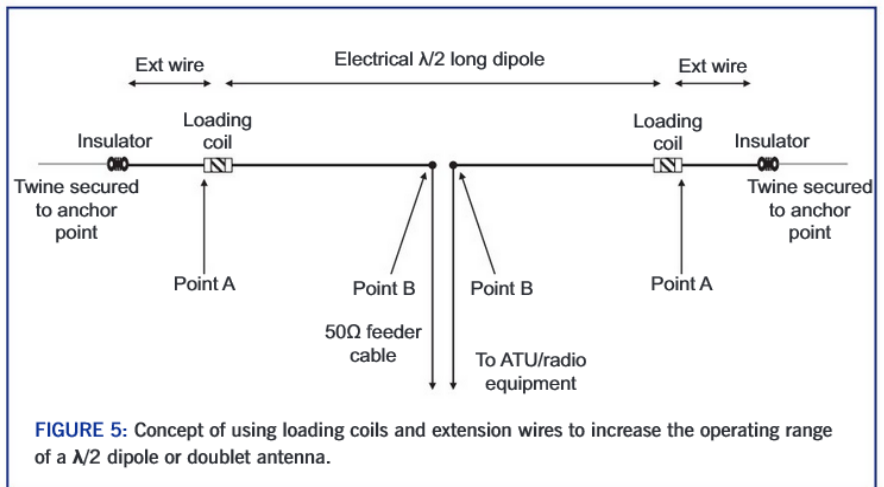 Ext wire
Electrical λ/2 long dipole
Ext wire
Loading
coil
Loading
coil
Insulator
Insulator
Twine secured
to anchor
point
Twine secured
to anchor
point
Point A
Point B
Point B
Point A
50Ω feeder
cable
To ATU/radio
equipment
FIGURE 5: Concept of using loading coils and extension wires to increase the operating range
of a λ/2 dipole or doublet antenna.